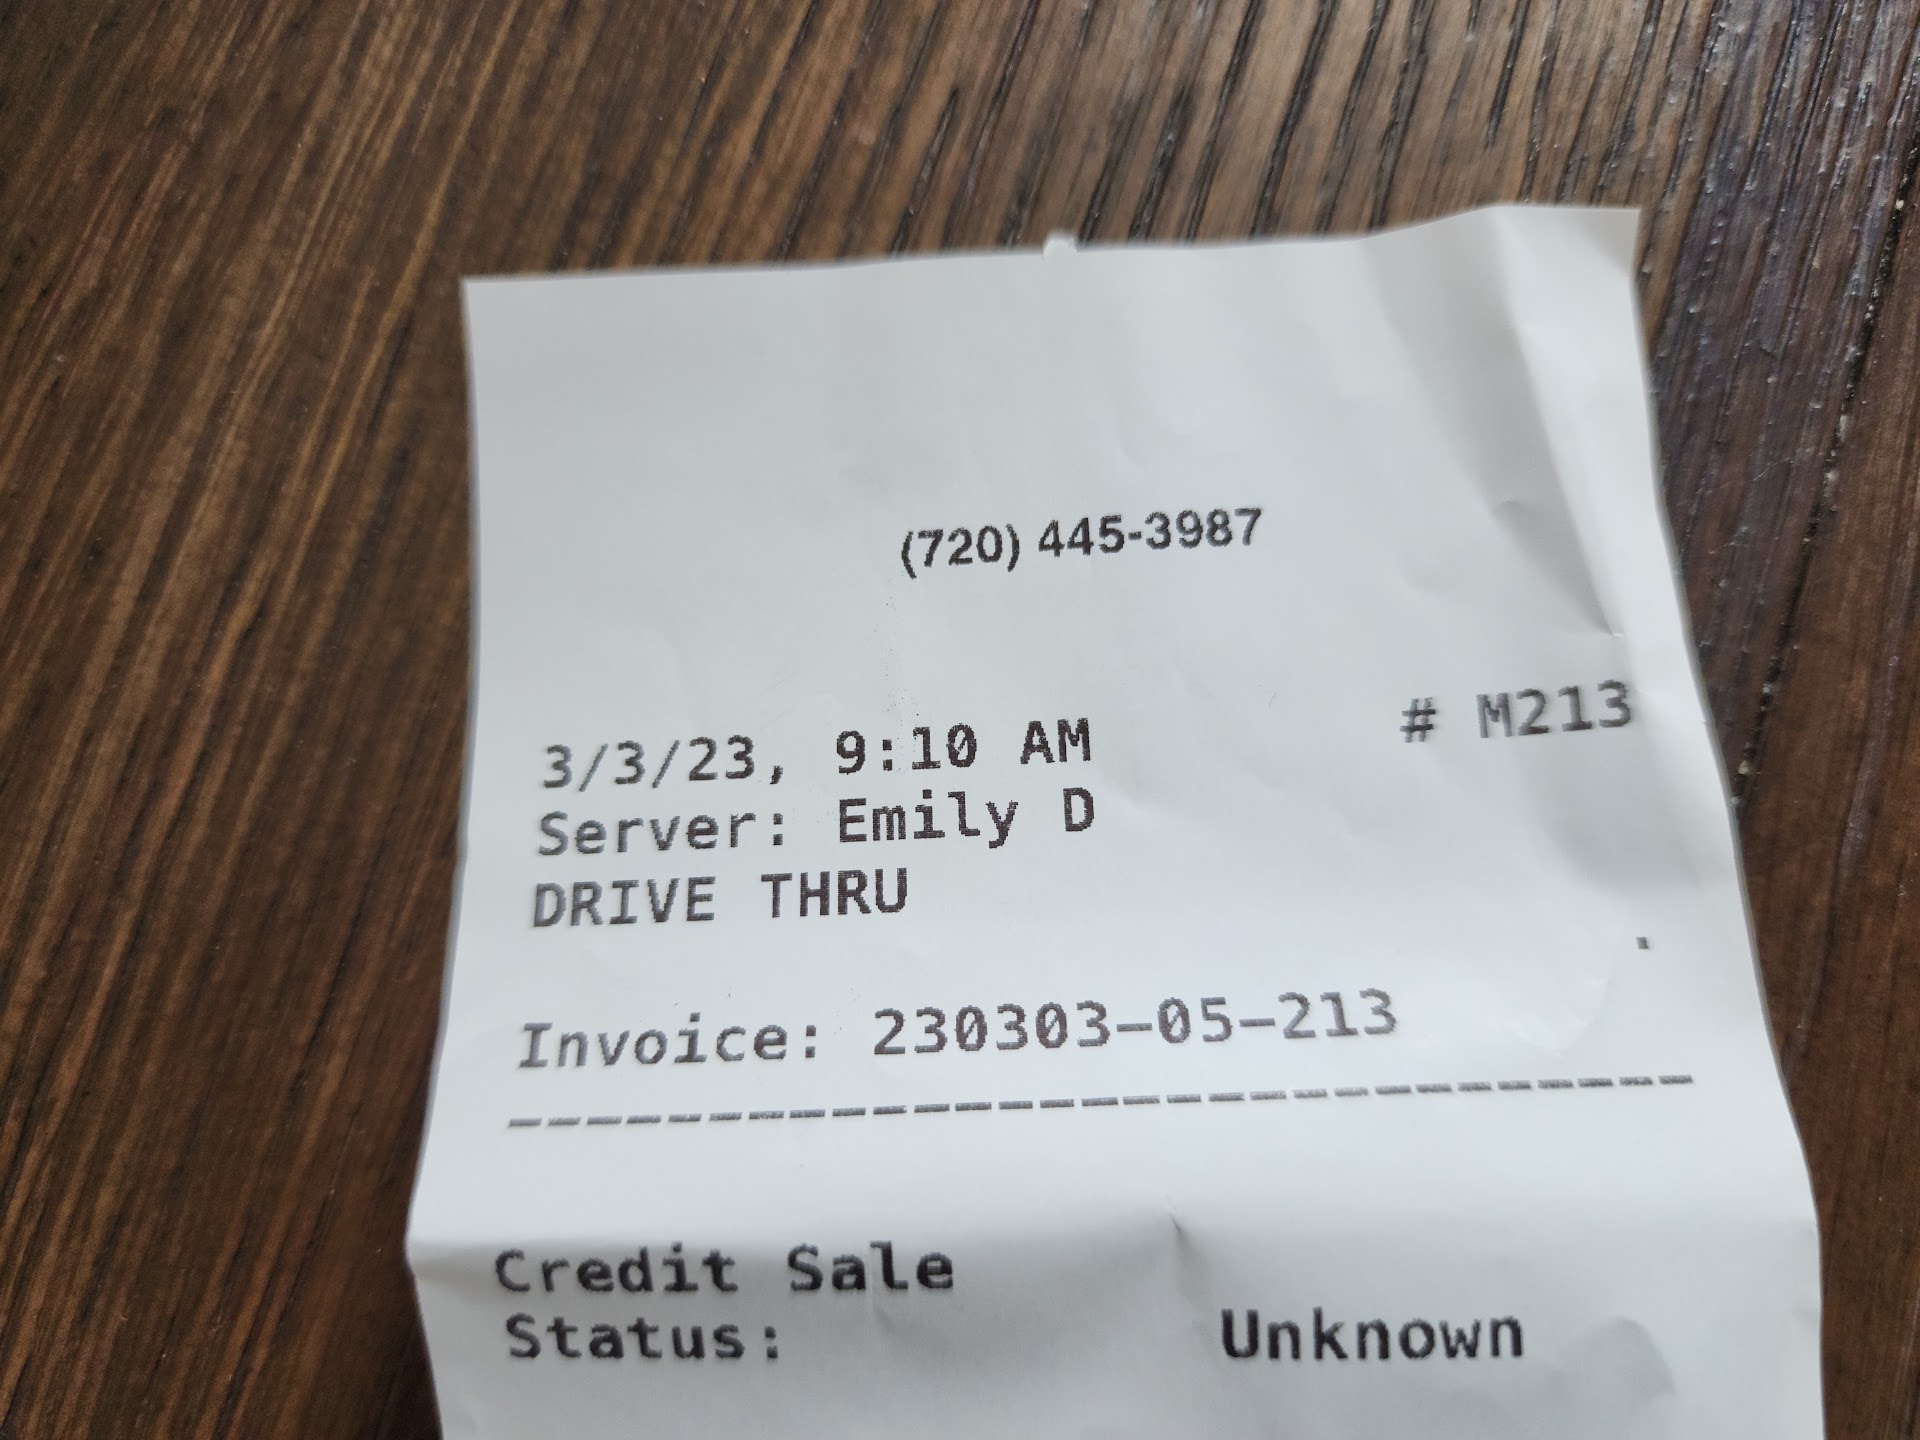 (720) 445-3987
3/3/23, 9:10 AM # M213
Server: Emily D
DRIVE THRU
.
Invoice: 230303-05-213
------------------------------
Credit Sale
Status: Unknown